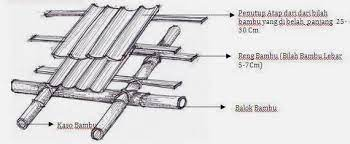 Penutup Atap dari dari bilah
bambu yang di belah, panjang 25 -
30 Cm
Reng Bambu (Bilah Bambu Lebar
5-7Cm)
Balok Bambu
Kaso Bambu